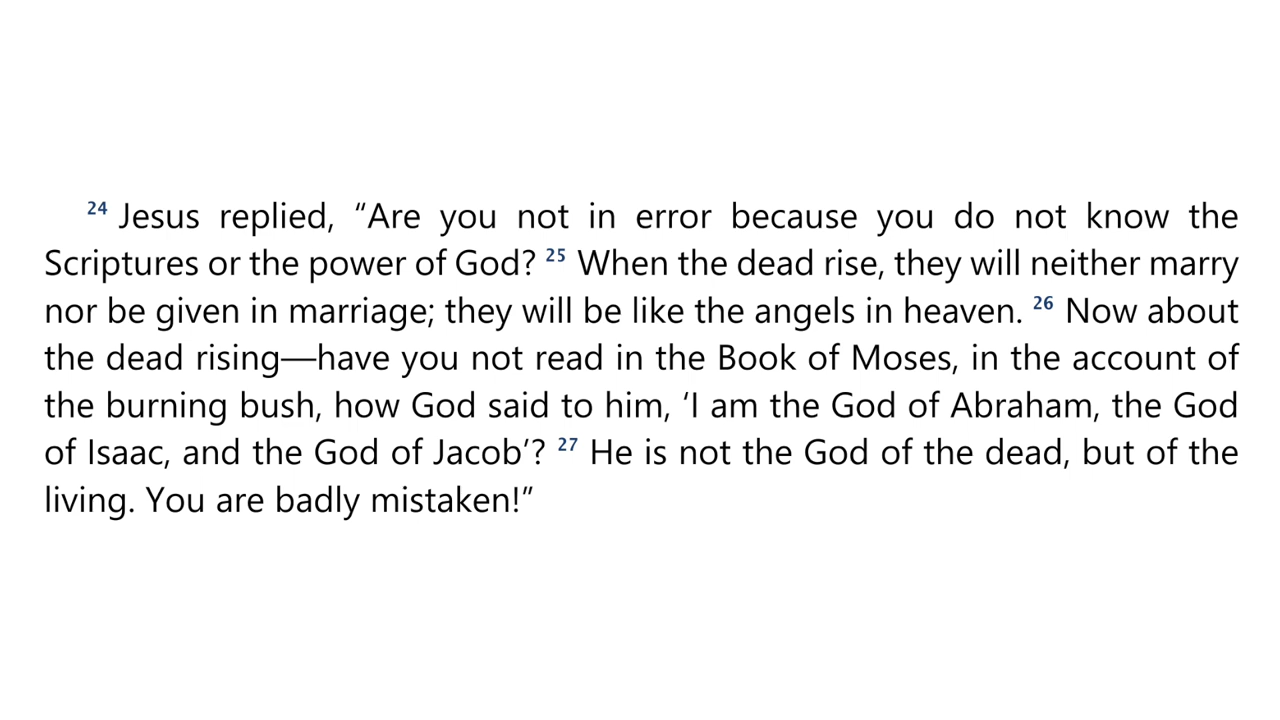 24 Jesus replied, “Are you not in error because you do not know the
Scriptures or the power of God? 25 When the dead rise, they will neither marry
nor be given in marriage; they will be like the angels in heaven. 26 Now about
the dead rising—have you not read in the Book of Moses, in the account of
the burning bush, how God said to him, ‘I am the God of Abraham, the God
of Isaac, and the God of Jacob’? 27 He is not the God of the dead, but of the
living. You are badly mistaken!”